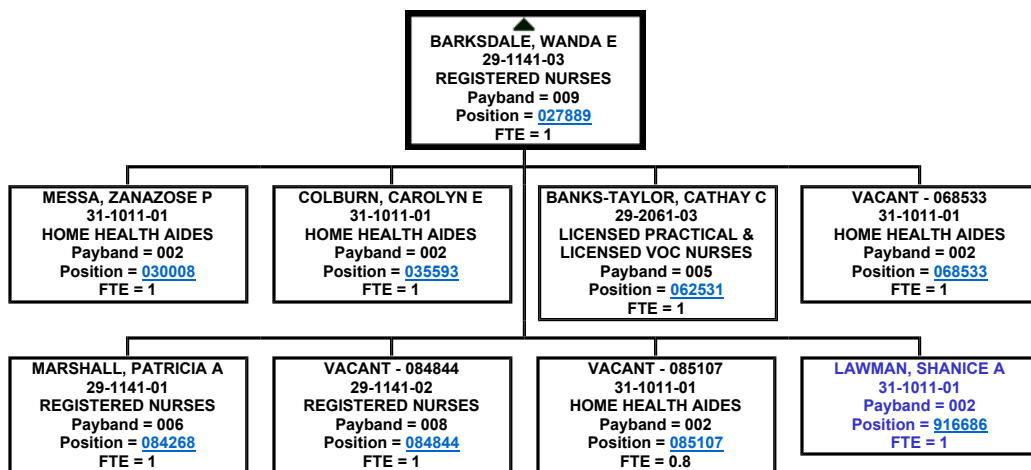 BARKSDALE, WANDA E
29-1141-03
REGISTERED NURSES
Payband = 009
Position = 027889
FTE = 1
MESSA, ZANAZOSE P
31-1011-01
HOME HEALTH AIDES
Payband = 002
Position = 030008
FTE = 1
COLBURN, CAROLYN E
31-1011-01
HOME HEALTH AIDES
Payband = 002
Position = 035593
FTE = 1
BANKS-TAYLOR, CATHAY C
29-2061-03
LICENSED PRACTICAL &
LICENSED VOC NURSES
Payband = 005
Position = 062531
FTE = 1
VACANT - 068533
31-1011-01
HOME HEALTH AIDES
Payband = 002
Position = 068533
FTE = 1
MARSHALL, PATRICIA A
29-1141-01
REGISTERED NURSES
Payband = 006
Position = 084268
FTE = 1
VACANT - 084844
29-1141-02
REGISTERED NURSES
Payband = 008
Position = 084844
FTE = 1
VACANT - 085107
31-1011-01
HOME HEALTH AIDES
Payband = 002
Position = 085107
FTE = 0.8
LAWMAN, SHANICE A
31-1011-01
Payband = 002
Position = 916686
FTE = 1